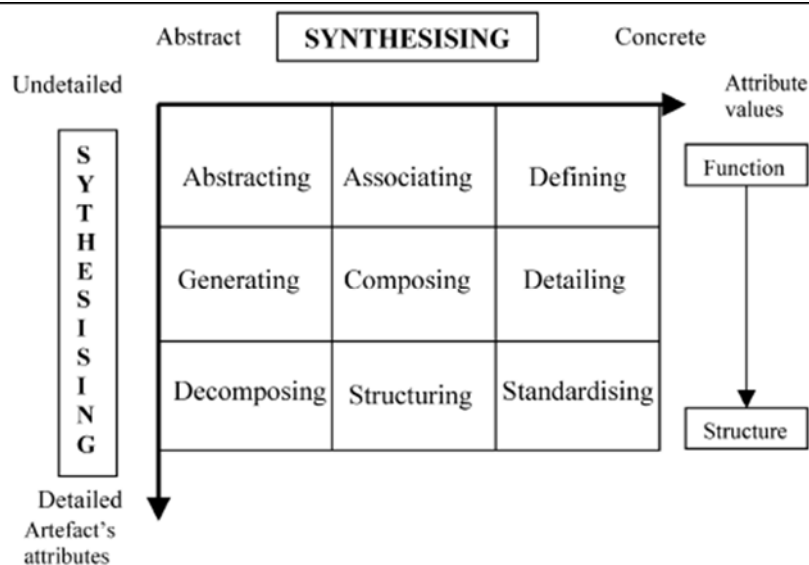 Abstract SYNTHESISING Concrete
Undetailed
Attribute
values
S
Y
T
H
E
S
I
S
I
N
G
Abstracting Associating Defining
Function
Generating Composing Detailing
Decomposing Structuring Standardising
Structure
Detailed
Artefact's
attributes